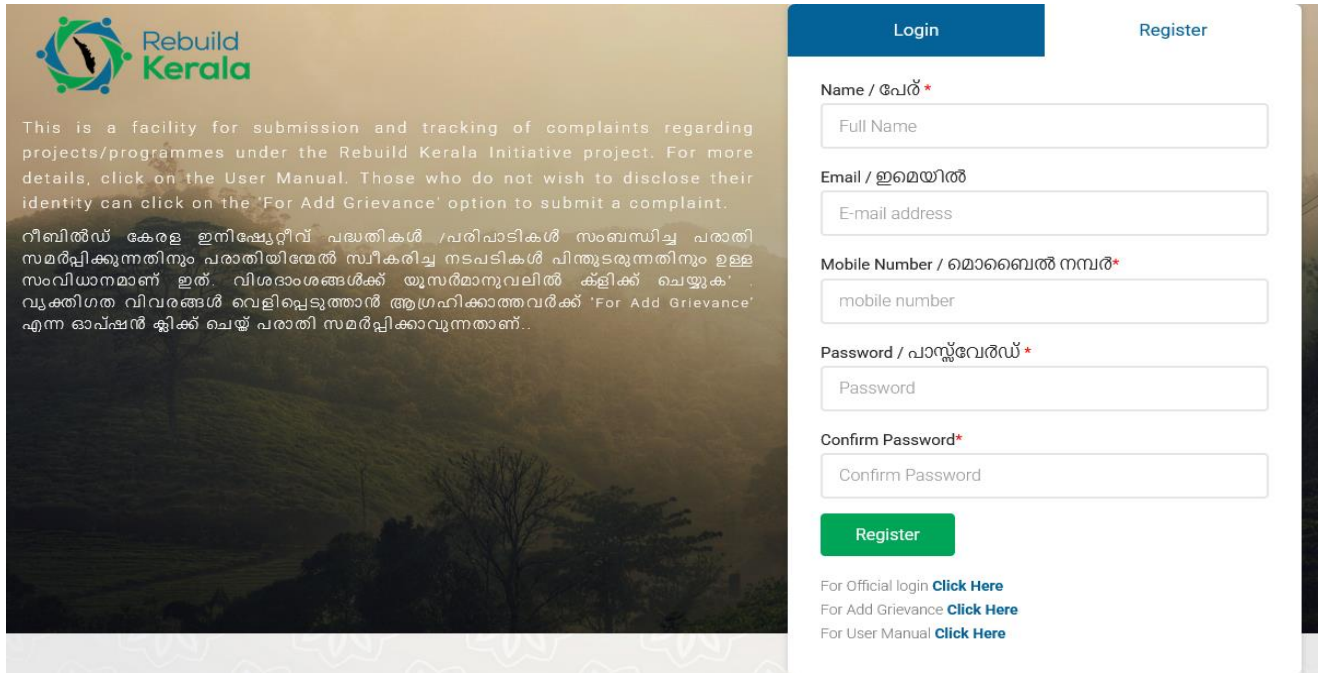 Rebuild
Kerala
This is a facility for submission and tracking of complaints regarding
projects/programmes under the Rebuild Kerala Initiative project. For more
details, click on the User Manual. Those who do not wish to disclose their
identity can click on the 'For Add Grievance' option to submit a complaint.
റീബിൽഡ് കേരള ഇനിഷ്യേറ്റീവ് പദ്ധതികൾ /പരിപാടികൾ സംബന്ധിച്ച പരാതി
സമർപ്പിക്കുന്നതിനും പരാതിയിന്മേൽ സ്വീകരിച്ച നടപടികൾ പിന്തുടരുന്നതിനും ഉള്ള
സംവിധാനമാണ് ഇത്. വിശദാംശങ്ങൾക്ക് യൂസർമാനുവലിൽ ക്ളിക്ക് ചെയ്യുക' .
വ്യക്തിഗത വിവരങ്ങൾ വെളിപ്പെടുത്താൻ ആഗ്രഹിക്കാത്തവർക്ക് 'For Add Grievance'
എന്ന ഓപ്ഷൻ ക്ലിക്ക് ചെയ്ത് പരാതി സമർപ്പിക്കാവുന്നതാണ്..
Login
Register
Name / പേര് *
Full Name
Email / ഇമെയിൽ
E-mail address
Mobile Number / മൊബൈൽ നമ്പർ*
mobile number
Password / പാസ്സ്‌വേർഡ് *
Password
Confirm Password*
Confirm Password
Register
For Official login Click Here
For Add Grievance Click Here
For User Manual Click Here